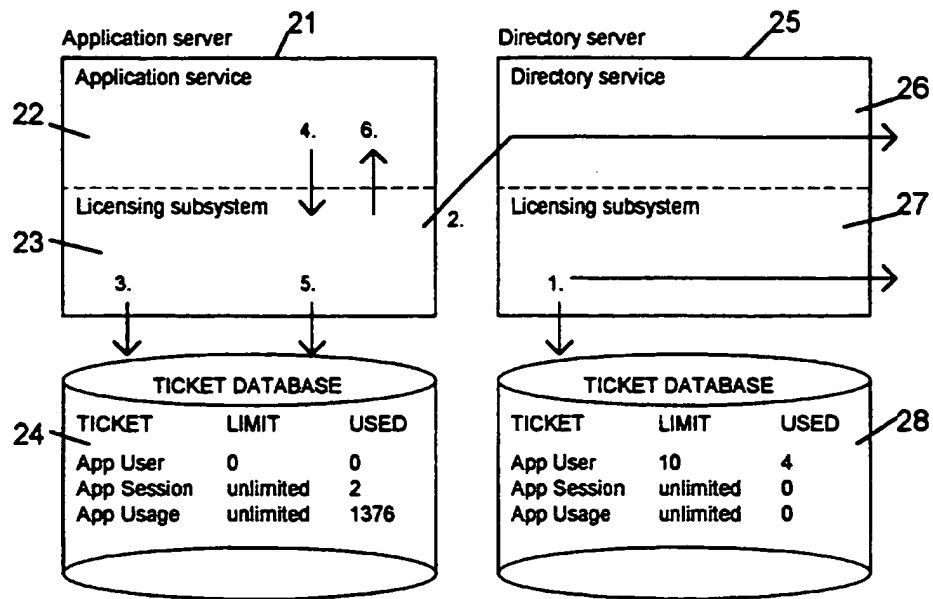 21
Application server
Application service
22
4. 6.
Licensing subsystem
23
2.
3. 5.
TICKET DATABASE
24
TICKET LIMIT USED
App User 0 0
App Session unlimited 2
App Usage unlimited 1376
25
Directory server
Directory service
26
Licensing subsystem
27
1.
TICKET DATABASE
28
TICKET LIMIT USED
App User 10 4
App Session unlimited 0
App Usage unlimited 0